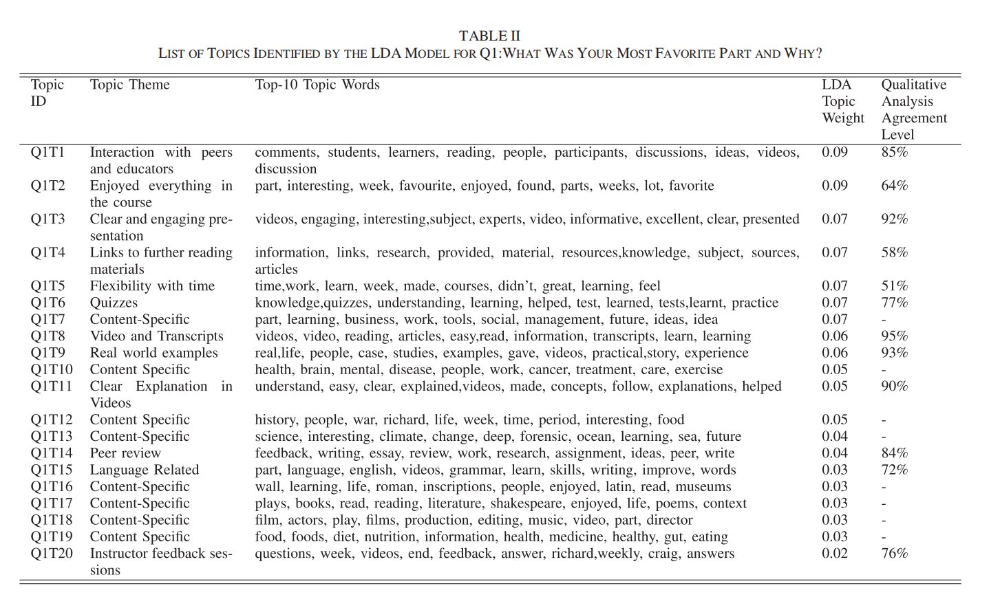 TABLE II
LIST OF TOPICS IDENTIFIED BY THE LDA MODEL FOR Q1:WHAT WAS YOUR MOST FAVORITE PART AND WHY?
Topic ID Topic Theme Top-10 Topic Words LDA Topic Weight Qualitative Analysis Agreement Level
Q1T1 Interaction with peers and educators comments, students, learners, reading, people, participants, discussions, ideas, videos, discussion 0.09 85%
Q1T2 Enjoyed everything in the course part, interesting, week, favourite, enjoyed, found, parts, weeks, lot, favorite 0.09 64%
Q1T3 Clear and engaging pre-sentation videos, engaging, interesting,subject, experts, video, informative, excellent, clear, presented 0.07 92%
Q1T4 Links to further reading materials information, links, research, provided, material, resources,knowledge, subject, sources, articles 0.07 58%
Q1T5 Flexibility with time time,work, learn, week, made, courses, didn't, great, learning, feel 0.07 51%
Q1T6 Quizzes knowledge,quizzes, understanding, learning, helped, test, learned, tests,learnt, practice 0.07 77%
Q1T7 Content-Specific part, learning, business, work, tools, social, management, future, ideas, idea 0.07 -
Q1T8 Video and Transcripts videos, video, reading, articles, easy,read, information, transcripts, learn, learning 0.06 95%
Q1T9 Real world examples real,life, people, case, studies, examples, gave, videos, practical,story, experience 0.06 93%
Q1T10 Content Specific health, brain, mental, disease, people, work, cancer, treatment, care, exercise 0.05 -
Q1T11 Clear Explanation in Videos understand, easy, clear, explained,videos, made, concepts, follow, explanations, helped 0.05 90%
Q1T12 Content Specific history, people, war, richard, life, week, time, period, interesting, food 0.05 -
Q1T13 Content-Specific science, interesting, climate, change, deep, forensic, ocean, learning, sea, future 0.04 -
Q1T14 Peer review feedback, writing, essay, review, work, research, assignment, ideas, peer, write 0.04 84%
Q1T15 Language Related part, language, english, videos, grammar, learn, skills, writing, improve, words 0.03 72%
Q1T16 Content-Specific wall, learning, life, roman, inscriptions, people, enjoyed, latin, read, museums 0.03 -
Q1T17 Content-Specific plays, books, read, reading, literature, shakespeare, enjoyed, life, poems, context 0.03 -
Q1T18 Content-Specific film, actors, play, films, production, editing, music, video, part, director 0.03 -
Q1T19 Content Specific food, foods, diet, nutrition, information, health, medicine, healthy, gut, eating 0.03 -
Q1T20 Instructor feedback ses-sions questions, week, videos, end, feedback, answer, richard,weekly, craig, answers 0.02 76%